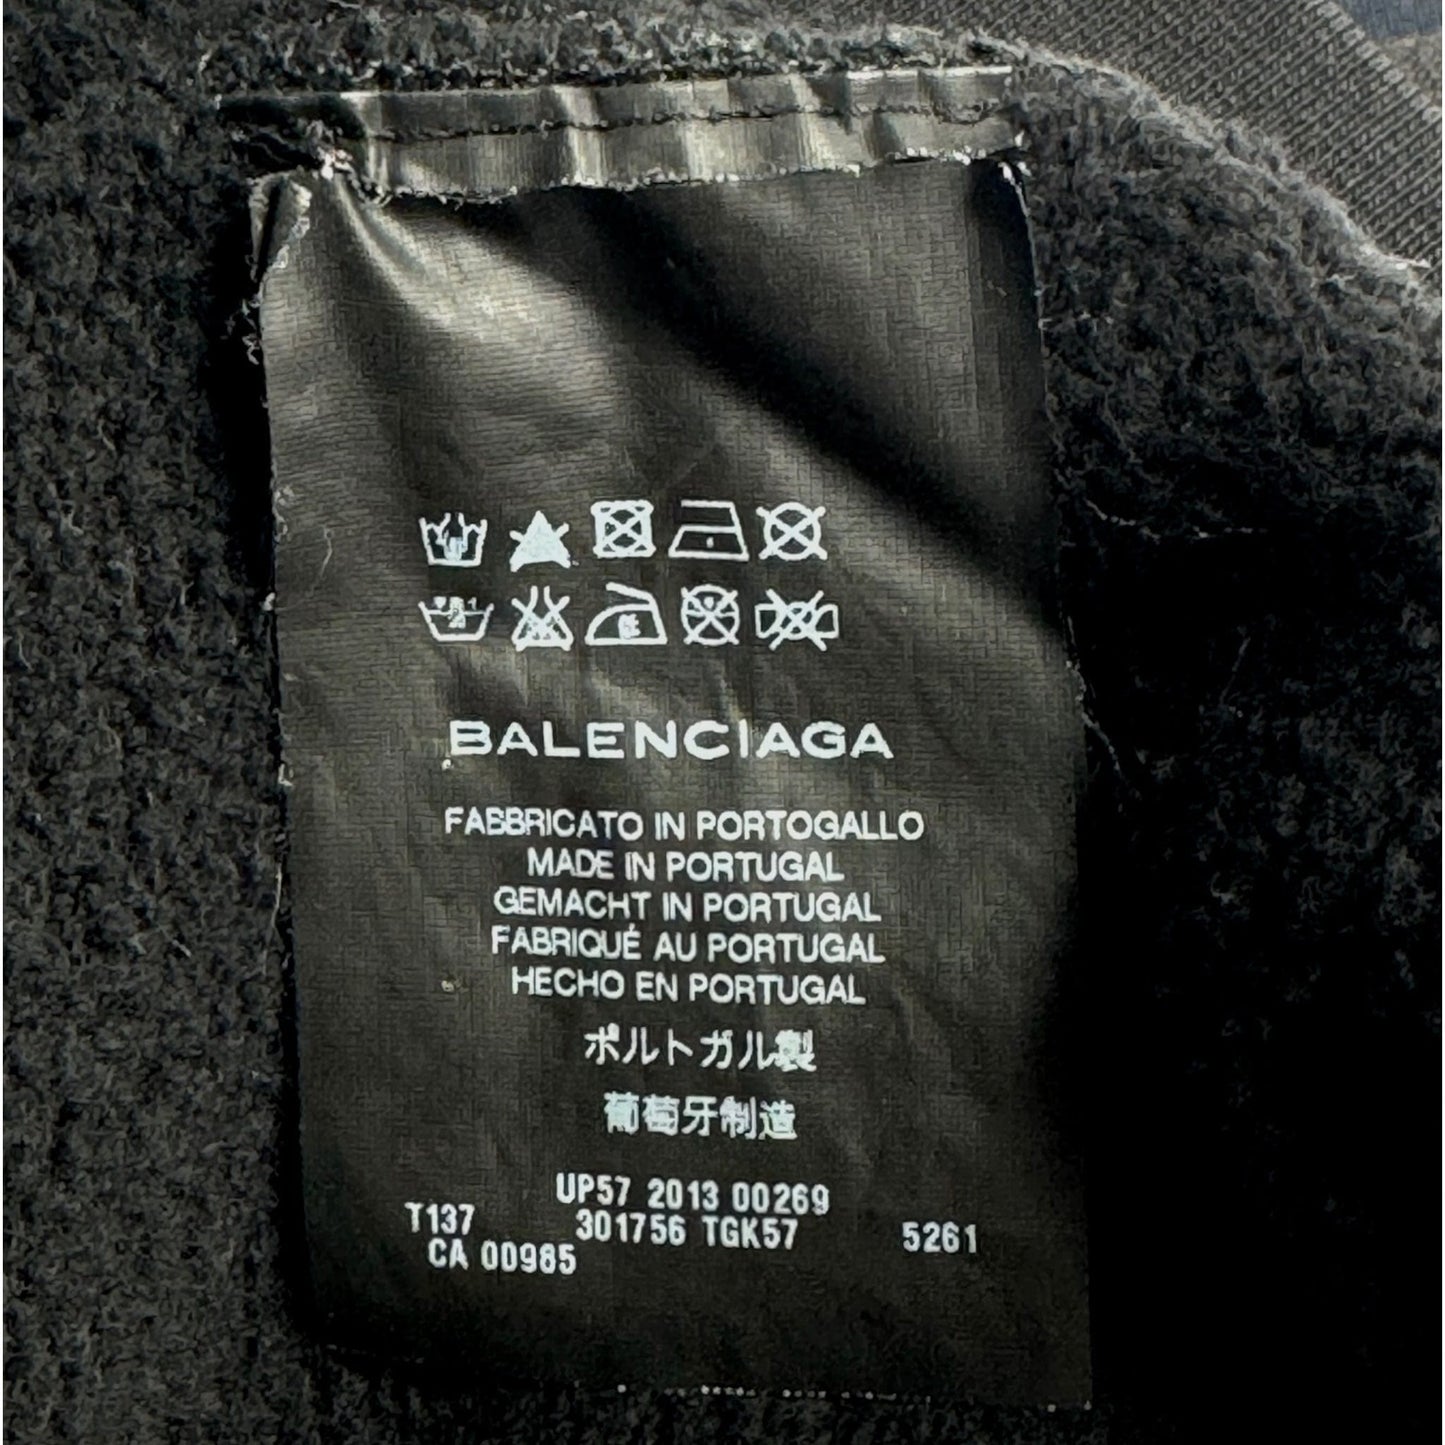 BALENCIAGA
FABBRICATO IN PORTOGALLO
MADE IN PORTUGAL
GEMACHT IN PORTUGAL
FABRIQUÉ AU PORTUGAL
HECHO EN PORTUGAL
ポルトガル製
葡萄牙制造
UP57 2013 00269
T137 301756 TGK57 5261
CA 00985